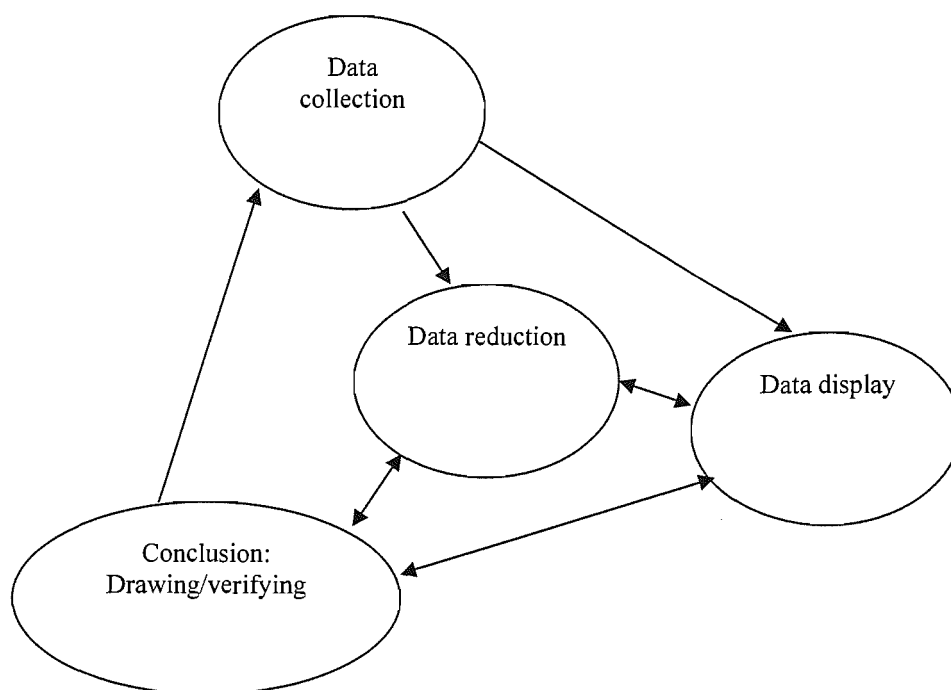 Data
collection
Data reduction
Data display
Conclusion:
Drawing/verifying